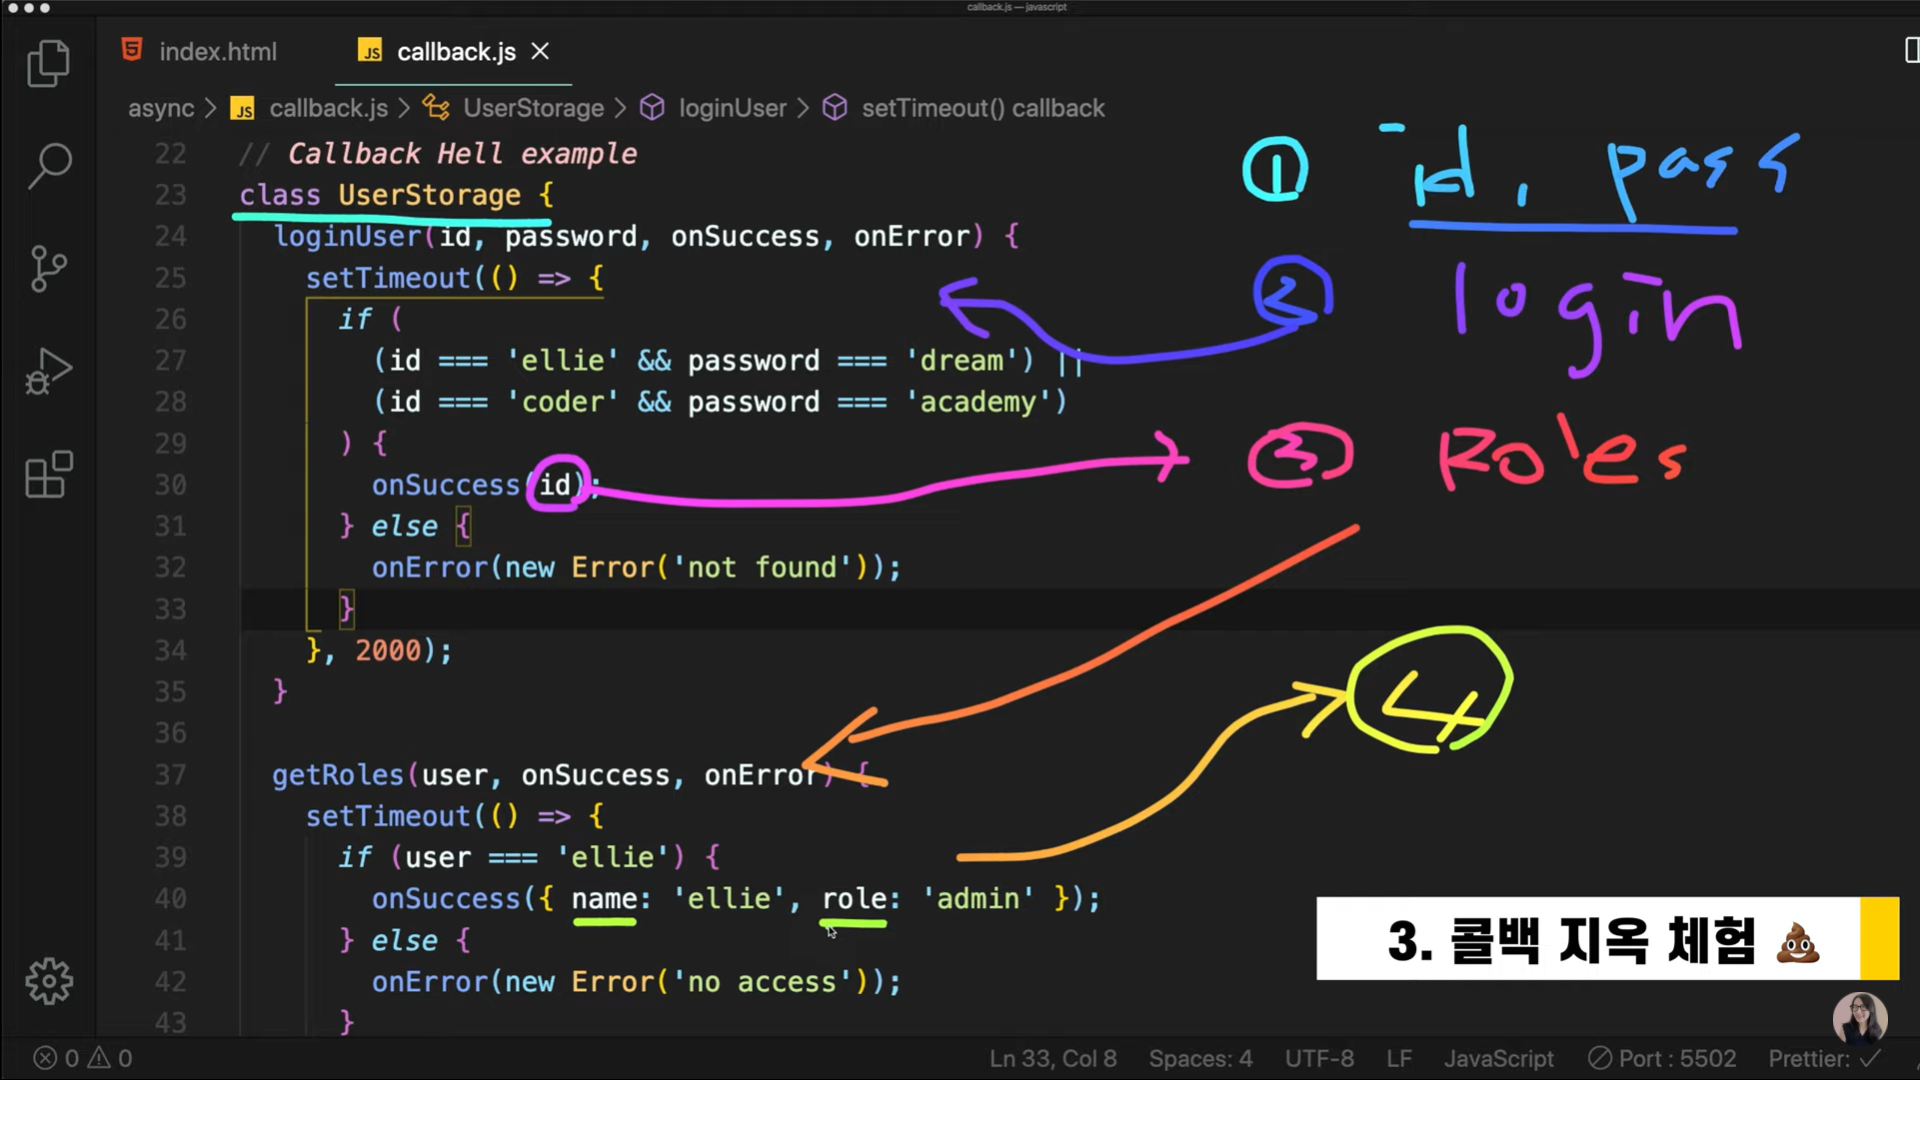 callback.js — javascript
index.html
JS callback.js
async > JS callback.js > UserStorage > loginUser > setTimeout() callback
22 // Callback Hell example
23 class UserStorage {
24 loginUser(id, password, onSuccess, onError) {
25 setTimeout(() => {
26 if (
27 (id === 'ellie' && password === 'dream') ||
28 (id === 'coder' && password === 'academy')
29 ) {
30 onSuccess(id);
31 } else {
32 onError(new Error('not found'));
33 }
34 }, 2000);
35 }
36
37 getRoles(user, onSuccess, onError) {
38 setTimeout(() => {
39 if (user === 'ellie') {
40 onSuccess({ name: 'ellie', role: 'admin' });
41 } else {
42 onError(new Error('no access'));
43 }
① id, pass
② login
③ Roles
④
3. 콜백 지옥 체험 💩
0 0
Ln 33, Col 8 Spaces: 4 UTF-8 LF JavaScript Port : 5502 Prettier: ✓